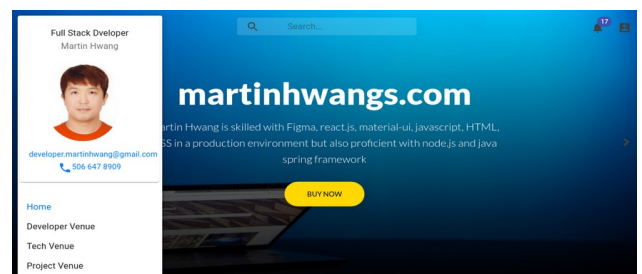 Full Stack Dveloper
Martin Hwang
developer.martinhwang@gmail.com
506 647 8909
Home
Developer Venue
Tech Venue
Project Venue
Search...
17
martinhwangs.com
artin Hwang is skilled with Figma, react.js, material-ui, javascript, HTML,
SS in a production environment but also proficient with node.js and java
spring framework
BUY NOW